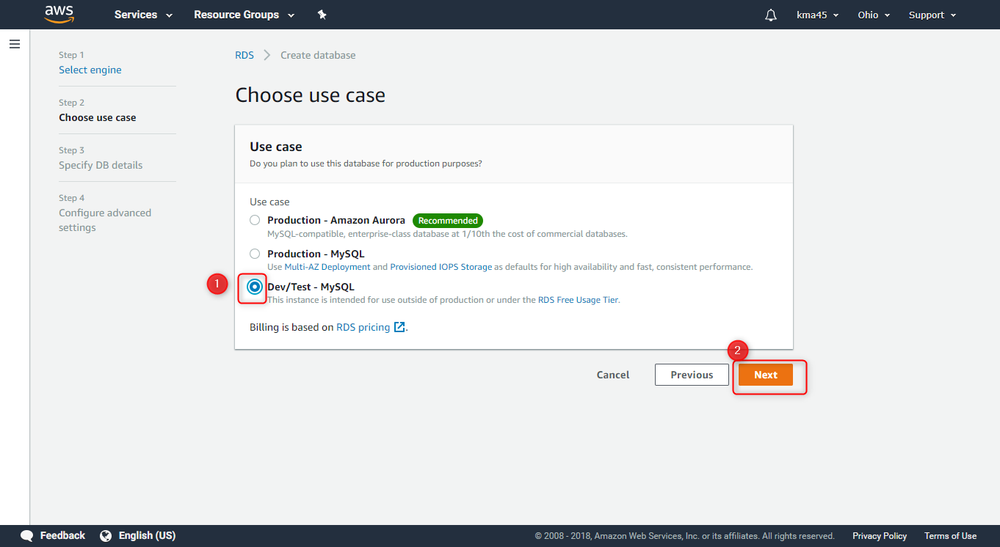 aws Services Resource Groups kma45 Ohio Support
Step 1
Select engine
Step 2
Choose use case
Step 3
Specify DB details
Step 4
Configure advanced
settings
RDS Create database
Choose use case
Use case
Do you plan to use this database for production purposes?
Use case
Production - Amazon Aurora Recommended
MySQL-compatible, enterprise-class database at 1/10th the cost of commercial databases.
Production - MySQL
Use Multi-AZ Deployment and Provisioned IOPS Storage as defaults for high availability and fast, consistent performance.
1
Dev/Test - MySQL
This instance is intended for use outside of production or under the RDS Free Usage Tier.
Billing is based on RDS pricing .
2
Cancel Previous Next
Feedback English (US) © 2008 - 2018, Amazon Web Services, Inc. or its affiliates. All rights reserved. Privacy Policy Terms of Use